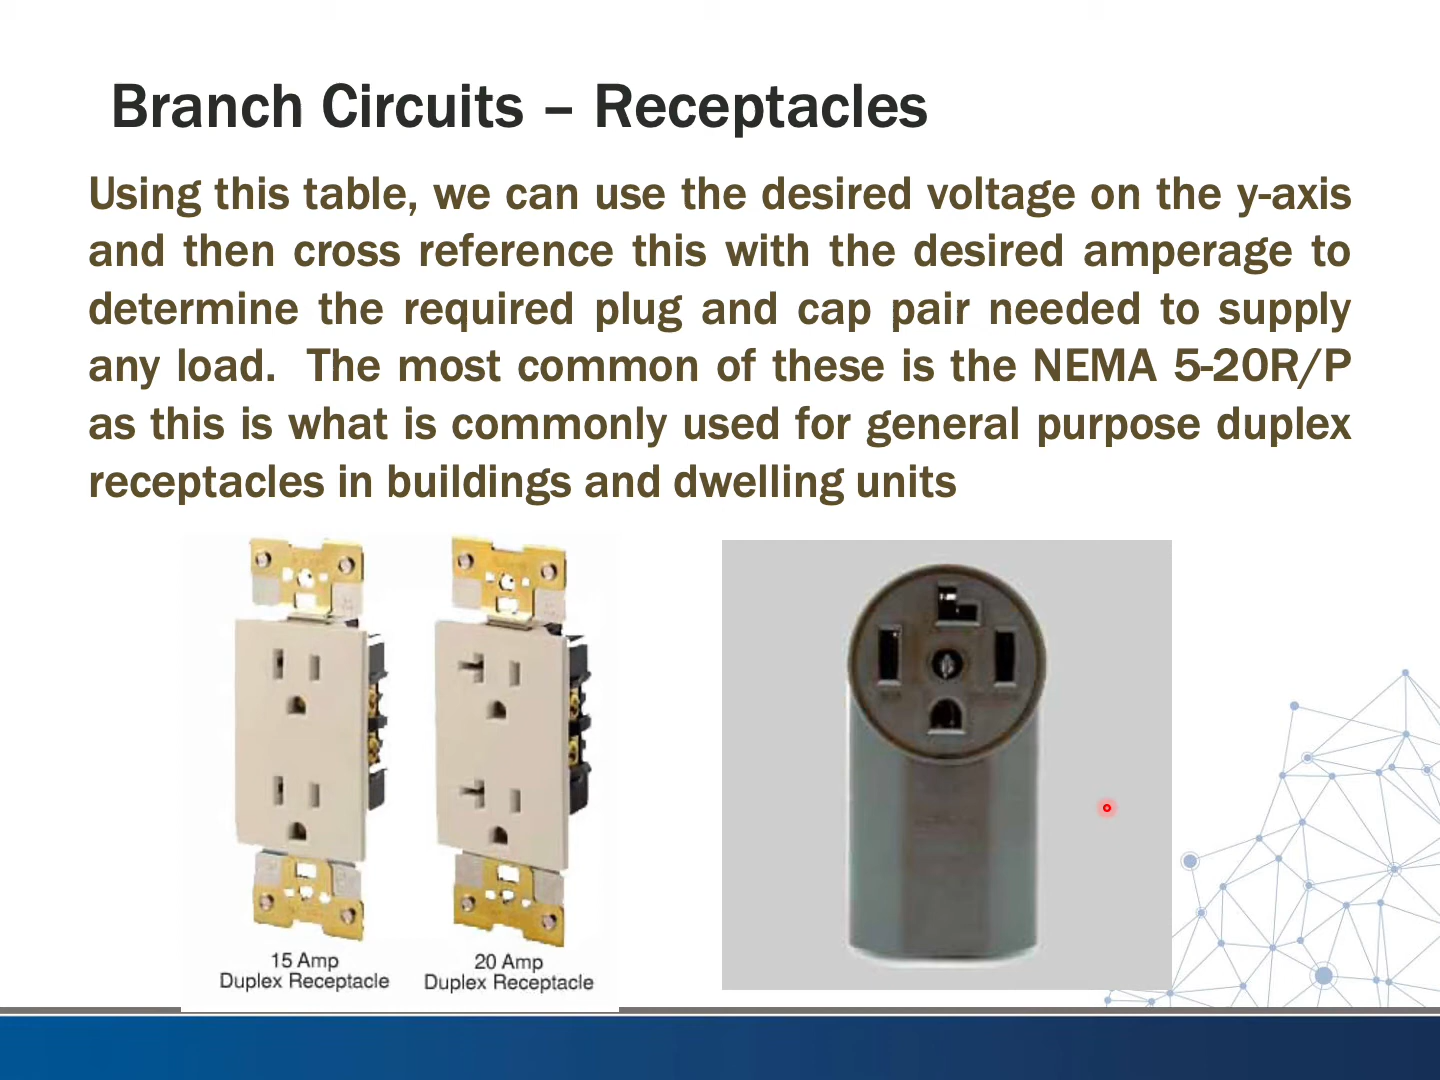 Branch Circuits – Receptacles
Using this table, we can use the desired voltage on the y-axis
and then cross reference this with the desired amperage to
determine the required plug and cap pair needed to supply
any load.  The most common of these is the NEMA 5-20R/P
as this is what is commonly used for general purpose duplex
receptacles in buildings and dwelling units
15 Amp
Duplex Receptacle
20 Amp
Duplex Receptacle